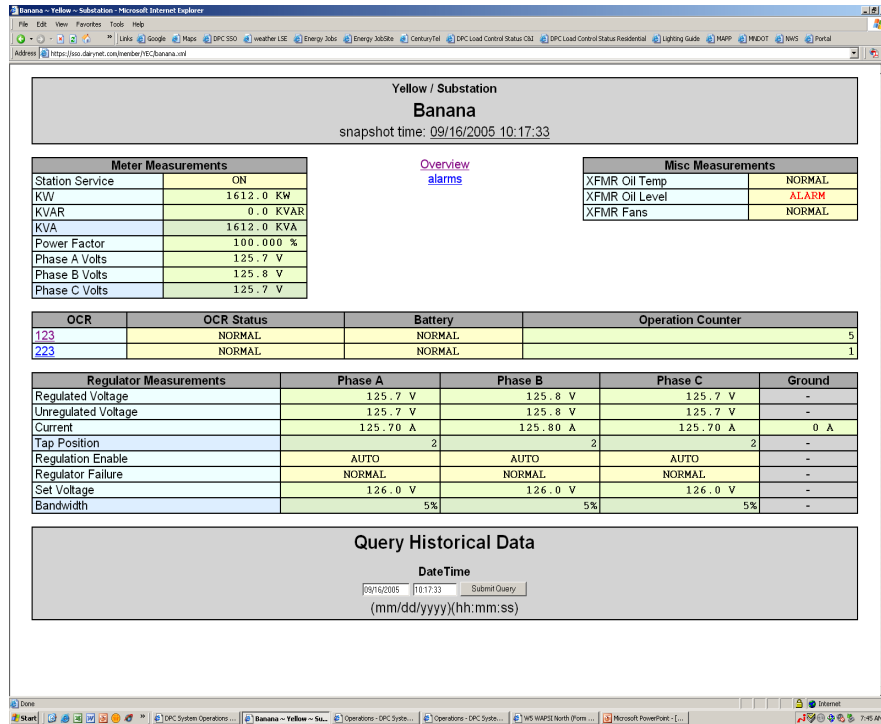 Banana ~ Yellow ~ Substation - Microsoft Internet Explorer
File Edit View Favorites Tools Help
» Links Google Maps DPC SSO weather LSE Energy Jobs Energy JobSite CenturyTel DPC Load Control Status C&I DPC Load Control Status Residential Lighting Guide MAPP MNDOT NWS Portal
Address https://sso.dairynet.com/member/YEC/banana.xml
Yellow / Substation
Banana
snapshot time: 09/16/2005 10:17:33
Meter Measurements
Station Service ON
KW 1612.0 KW
KVAR 0.0 KVAR
KVA 1612.0 KVA
Power Factor 100.000 %
Phase A Volts 125.7 V
Phase B Volts 125.8 V
Phase C Volts 125.7 V
Overview
alarms
Misc Measurements
XFMR Oil Temp NORMAL
XFMR Oil Level ALARM
XFMR Fans NORMAL
OCR OCR Status Battery Operation Counter
123 NORMAL NORMAL 5
223 NORMAL NORMAL 1
Regulator Measurements Phase A Phase B Phase C Ground
Regulated Voltage 125.7 V 125.8 V 125.7 V -
Unregulated Voltage 125.7 V 125.8 V 125.7 V -
Current 125.70 A 125.80 A 125.70 A 0 A
Tap Position 2 2 2 -
Regulation Enable AUTO AUTO AUTO -
Regulator Failure NORMAL NORMAL NORMAL -
Set Voltage 126.0 V 126.0 V 126.0 V -
Bandwidth 5% 5% 5% -
Query Historical Data
DateTime
09/16/2005 10:17:33 Submit Query
(mm/dd/yyyy)(hh:mm:ss)
Done Internet
Start » DPC System Operations ... Banana ~ Yellow ~ Su... Operations - DPC Syste... Operations - DPC Syste... W5 WAPSI North (Form ... Microsoft PowerPoint - [... 7:45 AM